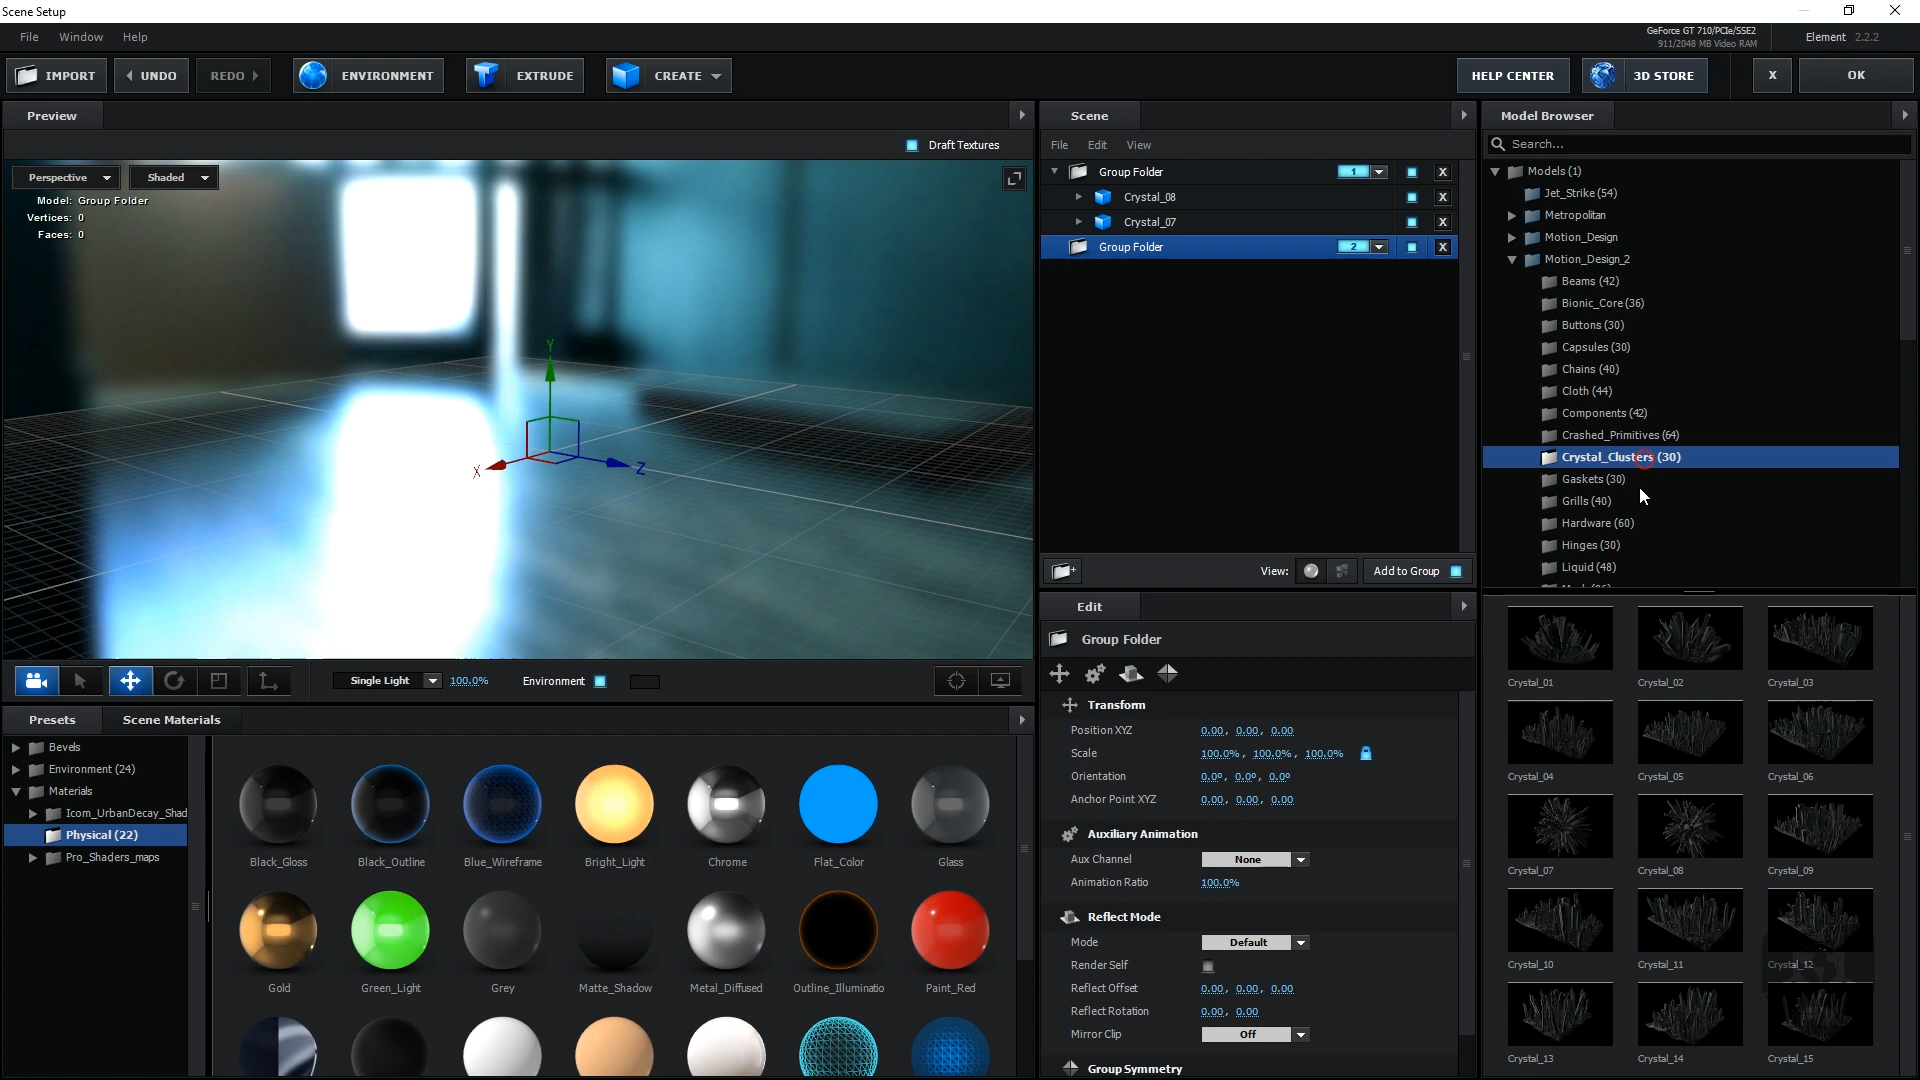 Scene Setup
File Window Help
GeForce GT 710/PCIe/SSE2
911/2048 MB Video RAM
Element 2.2.2
IMPORT UNDO REDO ENVIRONMENT EXTRUDE CREATE HELP CENTER 3D STORE X OK
Preview
Draft Textures
Perspective Shaded
Model: Group Folder
Vertices: 0
Faces: 0
Y
X
Z
Single Light 100.0% Environment
Scene
File Edit View
Group Folder 1 X
Crystal_08 X
Crystal_07 X
Group Folder 2 X
View: Add to Group
Model Browser
Search...
Models (1)
Jet_Strike (54)
Metropolitan
Motion_Design
Motion_Design_2
Beams (42)
Bionic_Core (36)
Buttons (30)
Capsules (30)
Chains (40)
Cloth (44)
Components (42)
Crashed_Primitives (64)
Crystal_Clusters (30)
Gaskets (30)
Grills (40)
Hardware (60)
Hinges (30)
Liquid (48)
Crystal_01 Crystal_02 Crystal_03
Crystal_04 Crystal_05 Crystal_06
Crystal_07 Crystal_08 Crystal_09
Crystal_10 Crystal_11 Crystal_12
Crystal_13 Crystal_14 Crystal_15
Presets Scene Materials
Bevels
Environment (24)
Materials
Icom_UrbanDecay_Shad
Physical (22)
Pro_Shaders_maps
Black_Gloss Black_Outline Blue_Wireframe Bright_Light Chrome Flat_Color Glass
Gold Green_Light Grey Matte_Shadow Metal_Diffused Outline_Illuminatio Paint_Red
Edit
Group Folder
Transform
Position XYZ 0.00, 0.00, 0.00
Scale 100.0%, 100.0%, 100.0%
Orientation 0.0º, 0.0º, 0.0º
Anchor Point XYZ 0.00, 0.00, 0.00
Auxiliary Animation
Aux Channel None
Animation Ratio 100.0%
Reflect Mode
Mode Default
Render Self
Reflect Offset 0.00, 0.00, 0.00
Reflect Rotation 0.00, 0.00
Mirror Clip Off
Group Symmetry